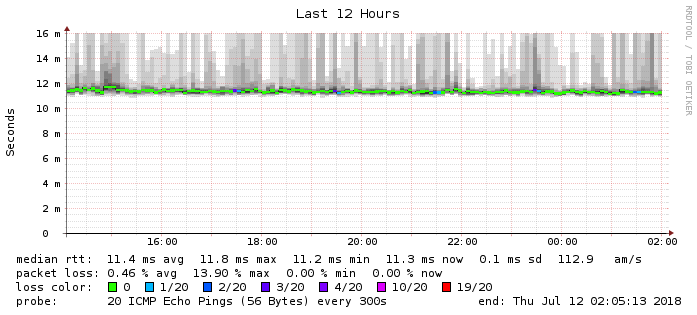 Last 12 Hours
RRDTOOL / TOBI OETIKER
Seconds
16 m
14 m
12 m
10 m
8 m
6 m
4 m
2 m
0
16:00 18:00 20:00 22:00 00:00 02:00
median rtt: 11.4 ms avg 11.8 ms max 11.2 ms min 11.3 ms now 0.1 ms sd 112.9 am/s
packet loss: 0.46 % avg 13.90 % max 0.00 % min 0.00 % now
loss color: 0 1/20 2/20 3/20 4/20 10/20 19/20
probe: 20 ICMP Echo Pings (56 Bytes) every 300s end: Thu Jul 12 02:05:13 2018